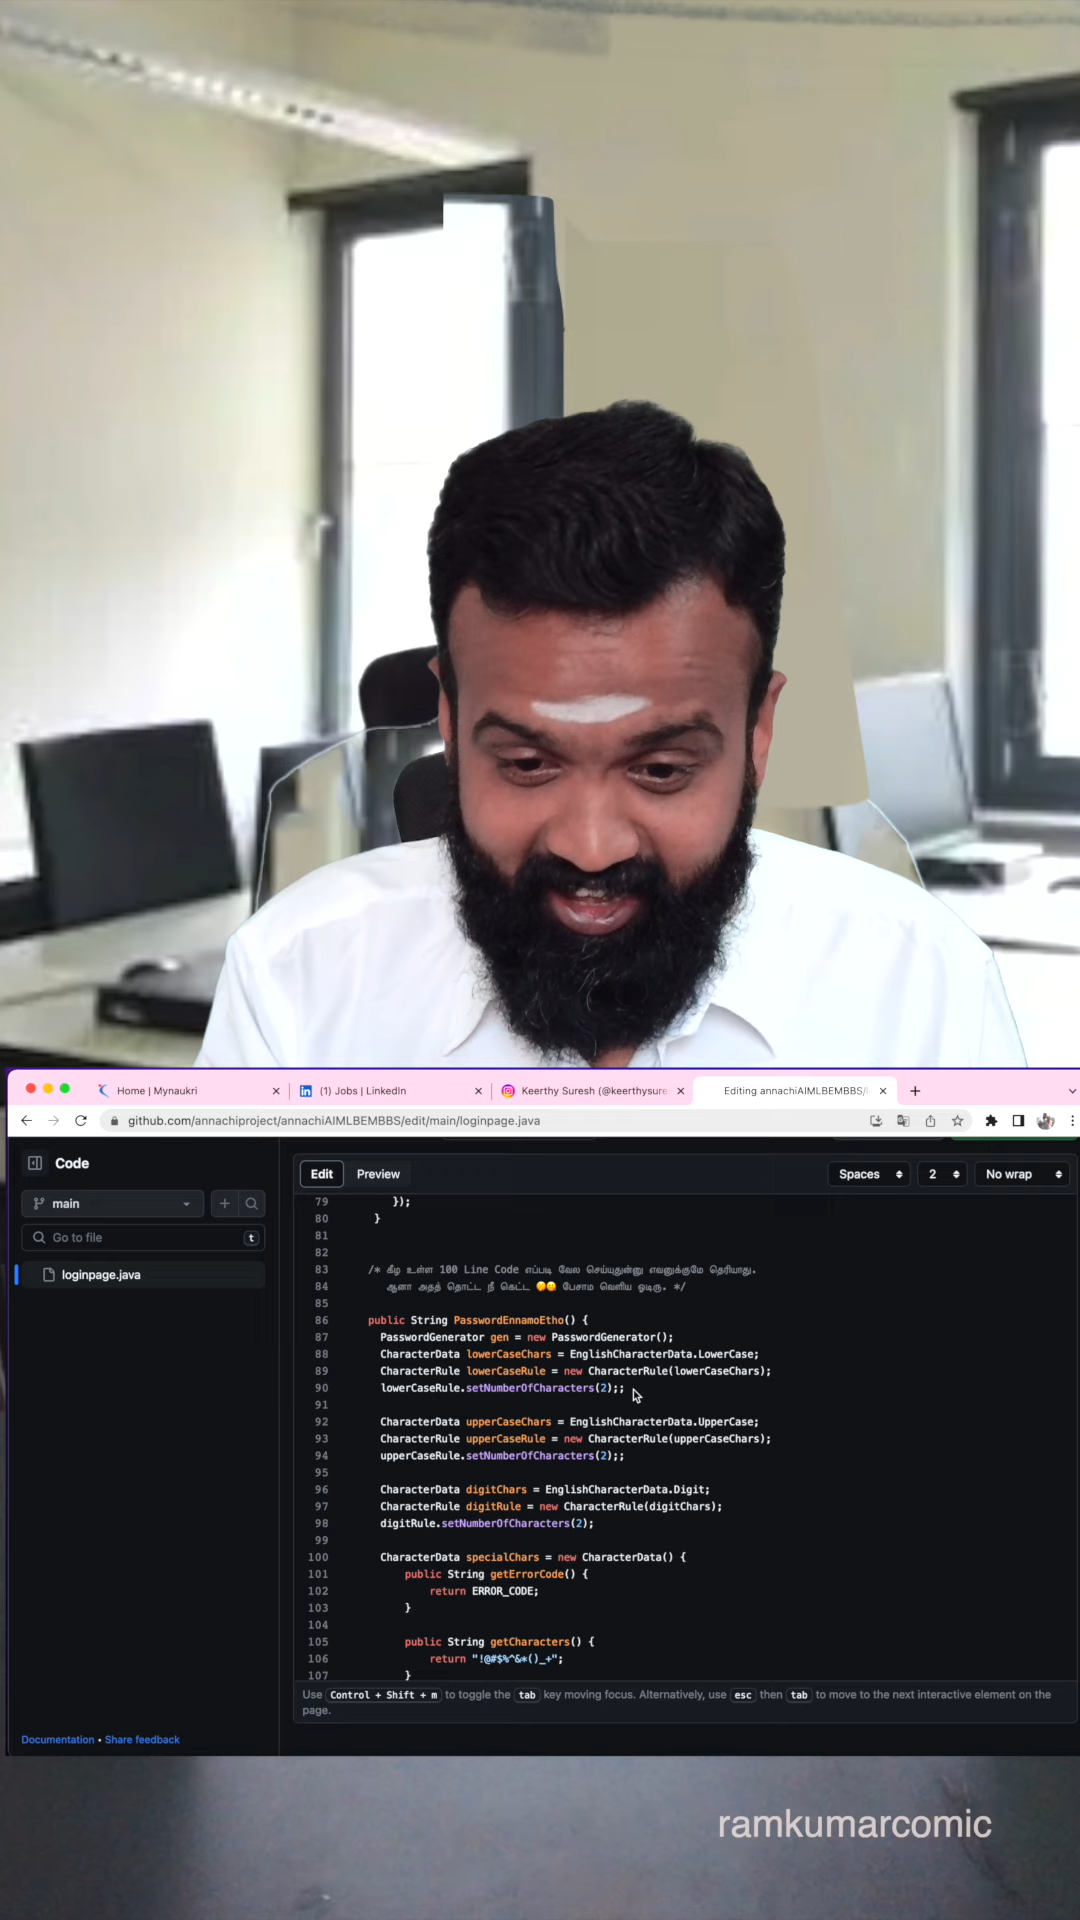 Home | Mynaukri
(1) Jobs | LinkedIn
Keerthy Suresh (@keerthysure
Editing annachiAIMLBEMBBS/l
github.com/annachiproject/annachiAIMLBEMBBS/edit/main/loginpage.java
Code
main
Go to file
t
loginpage.java
Documentation • Share feedback
Edit
Preview
Spaces
2
No wrap
79 });
80 }
81
82
83 /* கீழ உள்ள 100 Line Code எப்படி வேல செய்யுதுன்னு எவனுக்குமே தெரியாது.
84 ஆனா அதத் தொட்ட நீ கெட்ட 🤭😋 பேசாம வெளிய ஓடிரு. */
85
86 public String PasswordEnnamoEtho() {
87 PasswordGenerator gen = new PasswordGenerator();
88 CharacterData lowerCaseChars = EnglishCharacterData.LowerCase;
89 CharacterRule lowerCaseRule = new CharacterRule(lowerCaseChars);
90 lowerCaseRule.setNumberOfCharacters(2);;
91
92 CharacterData upperCaseChars = EnglishCharacterData.UpperCase;
93 CharacterRule upperCaseRule = new CharacterRule(upperCaseChars);
94 upperCaseRule.setNumberOfCharacters(2);;
95
96 CharacterData digitChars = EnglishCharacterData.Digit;
97 CharacterRule digitRule = new CharacterRule(digitChars);
98 digitRule.setNumberOfCharacters(2);
99
100 CharacterData specialChars = new CharacterData() {
101 public String getErrorCode() {
102 return ERROR_CODE;
103 }
104
105 public String getCharacters() {
106 return "!@#$%^&*()_+";
107 }
Use Control + Shift + m to toggle the tab key moving focus. Alternatively, use esc then tab to move to the next interactive element on the
page.
ramkumarcomic